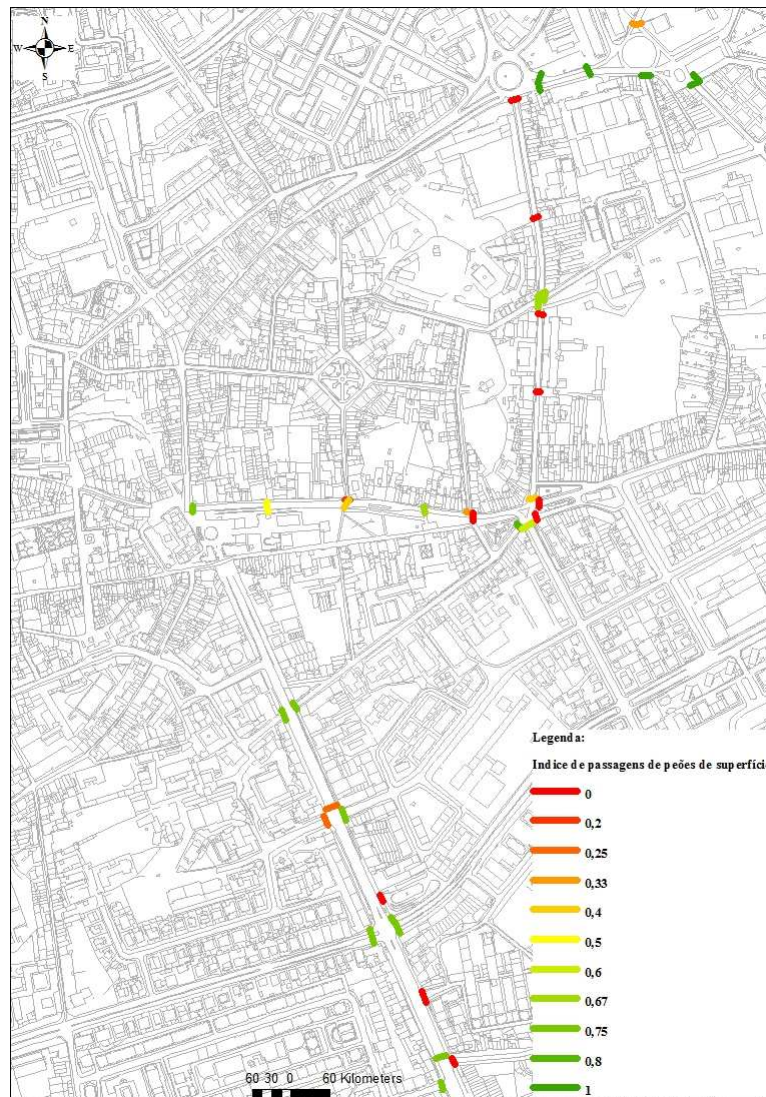 N
W E
S
Legenda:
Indice de passagens de peões de superfíci
0
0,2
0,25
0,33
0,4
0,5
0,6
0,67
0,75
0,8
1
60 30 0 60 Kilometers